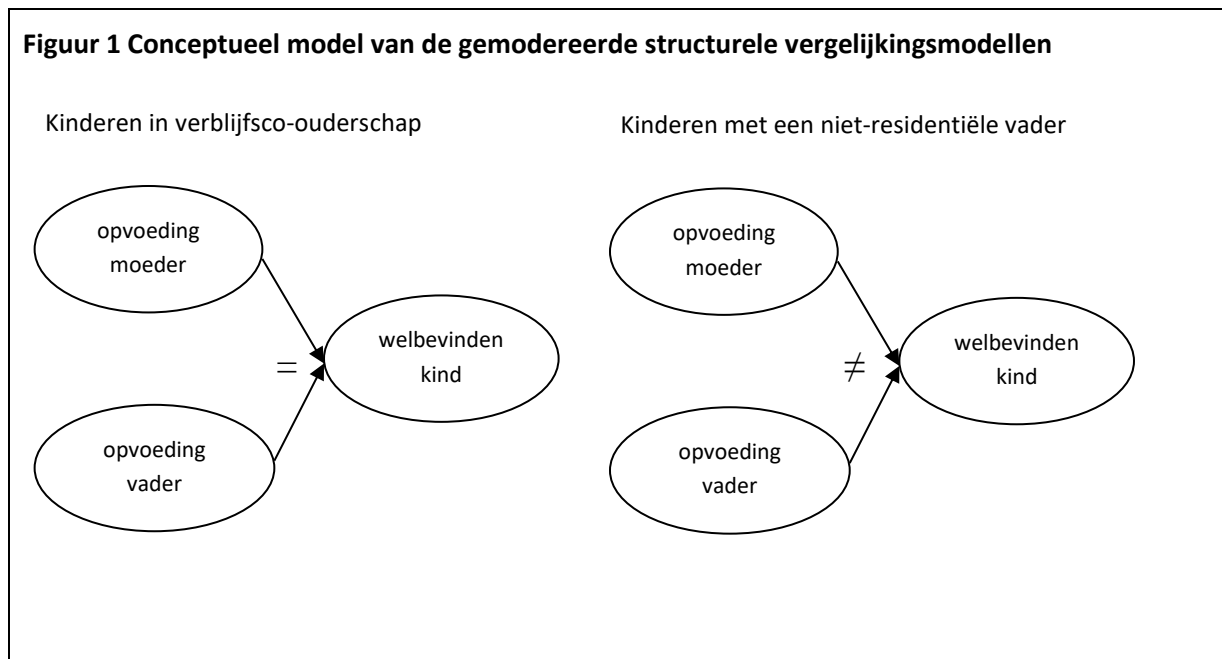 Figuur 1 Conceptueel model van de gemodereerde structurele vergelijkingsmodellen
Kinderen in verblijfsco-ouderschap
opvoeding
moeder
=
welbevinden
kind
opvoeding
vader
Kinderen met een niet-residentiële vader
opvoeding
moeder
≠
welbevinden
kind
opvoeding
vader